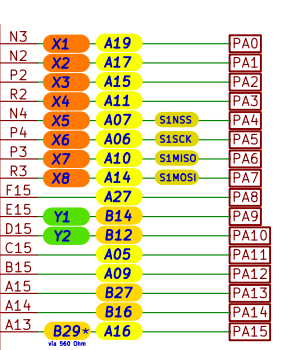 N3 X1 A19 PA0
N2 X2 A17 PA1
P2 X3 A15 PA2
R2 X4 A11 PA3
N4 X5 A07 S1NSS PA4
P4 X6 A06 S1SCK PA5
P3 X7 A10 S1MISO PA6
R3 X8 A14 S1MOSI PA7
F15 A27 PA8
E15 Y1 B14 PA9
D15 Y2 B12 PA10
C15 A05 PA11
B15 A09 PA12
A15 B27 PA13
A14 B16 PA14
A13 B29* A16 PA15
via 560 Ohm